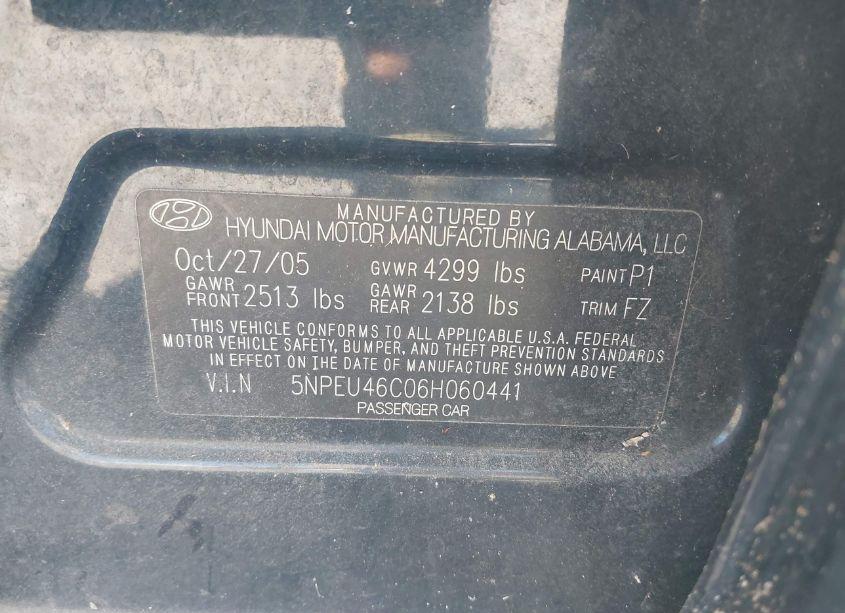 MANUFACTURED BY
HYUNDAI MOTOR MANUFACTURING ALABAMA, LLC
Oct/27/05 GVWR 4299 lbs PAINT P1
GAWR FRONT 2513 lbs GAWR REAR 2138 lbs TRIM FZ
THIS VEHICLE CONFORMS TO ALL APPLICABLE U.S.A. FEDERAL
MOTOR VEHICLE SAFETY, BUMPER, AND THEFT PREVENTION STANDARDS
IN EFFECT ON THE DATE OF MANUFACTURE SHOWN ABOVE
V.I.N 5NPEU46C06H060441
PASSENGER CAR